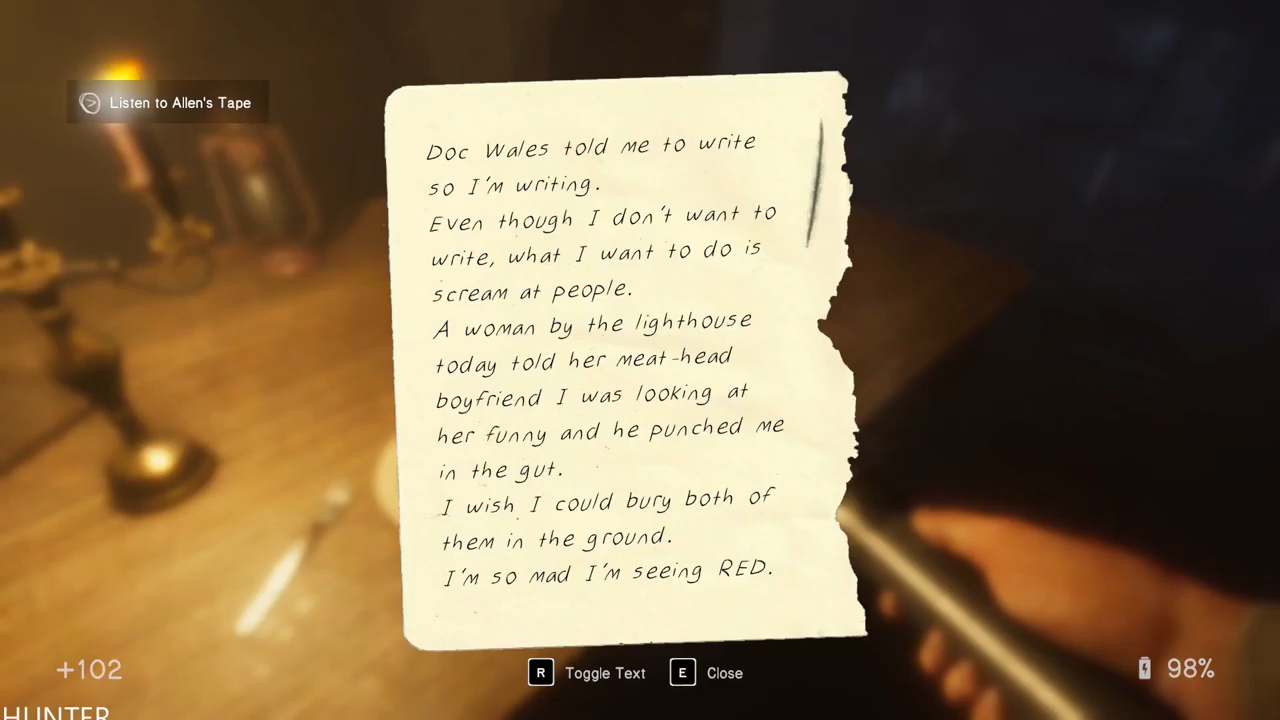 Listen to Allen's Tape
Doc Wales told me to write
so I'm writing.
Even though I don't want to
write, what I want to do is
scream at people.
A woman by the lighthouse
today told her meat-head
boyfriend I was looking at
her funny and he punched me
in the gut.
I wish I could bury both of
them in the ground.
I'm so mad I'm seeing RED.
+102
R Toggle Text E Close
98%
HUNTER